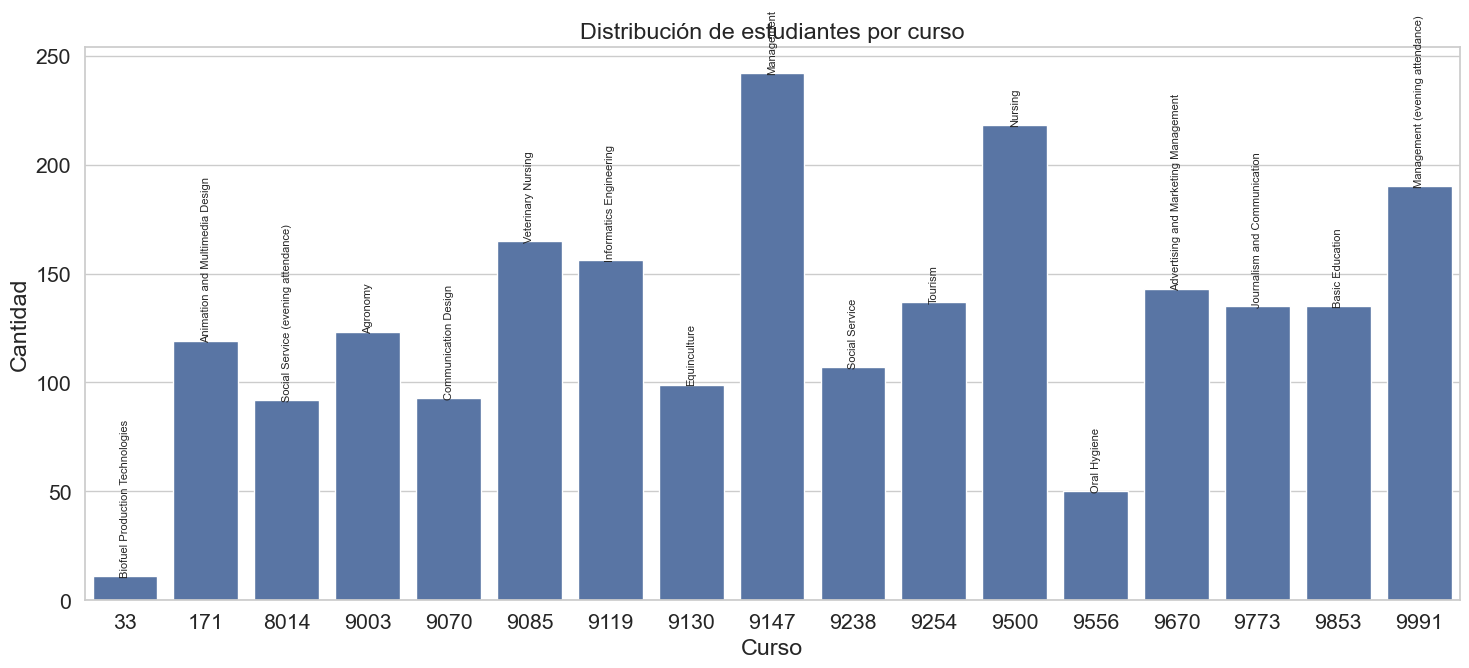 Distribución de estudiantes por curso
Cantidad
250
200
150
100
50
0
Biofuel Production Technologies
Animation and Multimedia Design
Social Service (evening attendance)
Agronomy
Communication Design
Veterinary Nursing
Informatics Engineering
Equinculture
Management
Social Service
Tourism
Nursing
Oral Hygiene
Advertising and Marketing Management
Journalism and Communication
Basic Education
Management (evening attendance)
33 171 8014 9003 9070 9085 9119 9130 9147 9238 9254 9500 9556 9670 9773 9853 9991
Curso